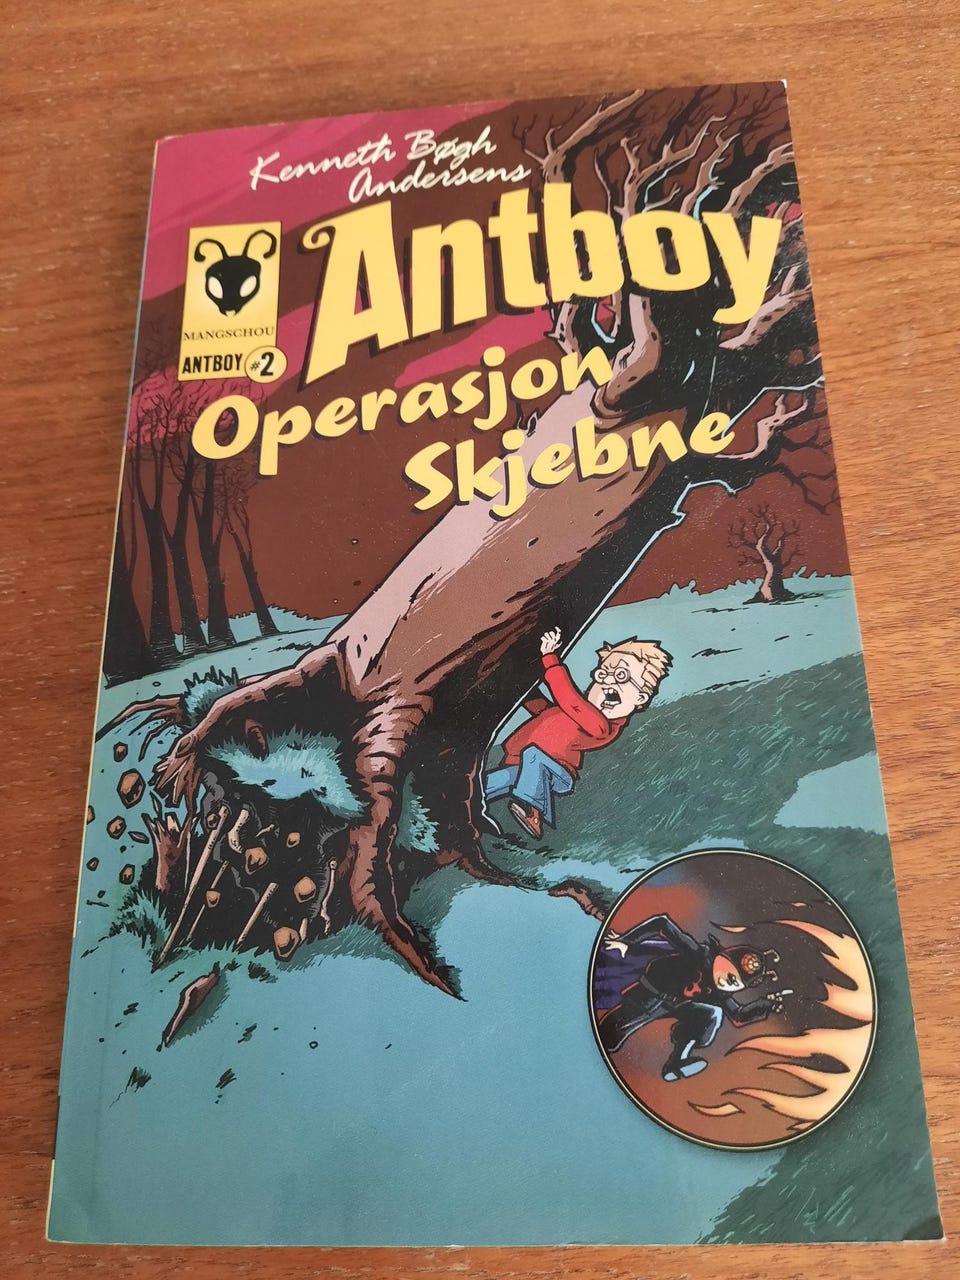 Kenneth Bøgh
Andersens
Antboy
MANGSCHOU
ANTBOY #2
Operasjon
Skjebne